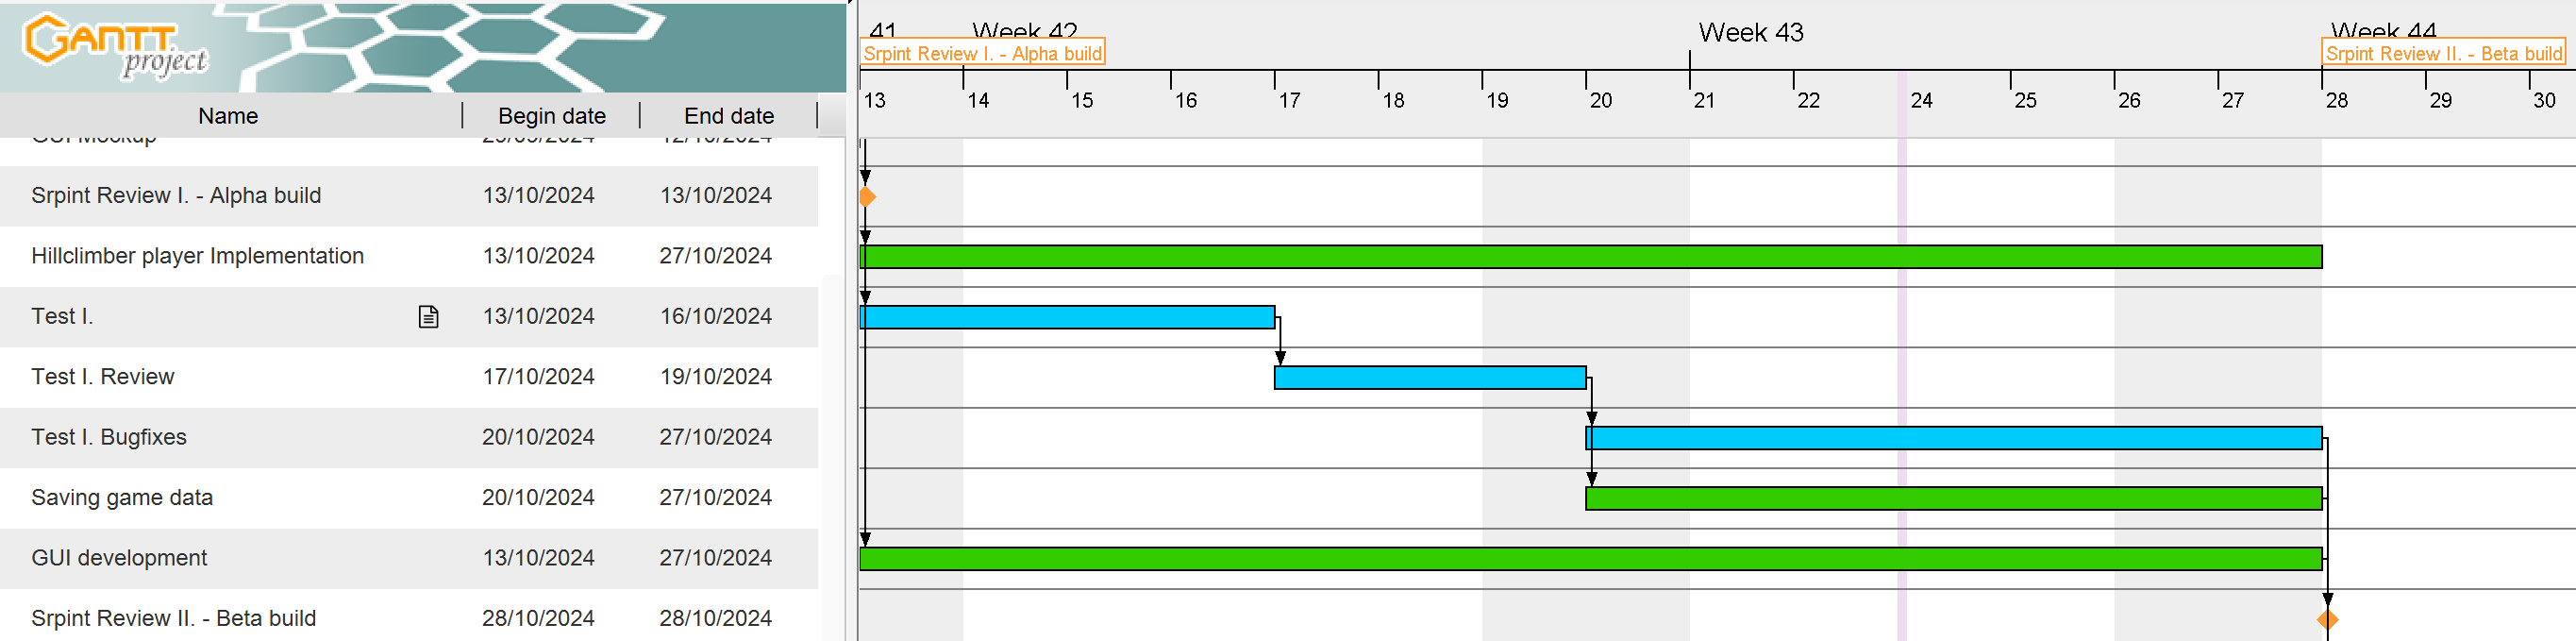 GANTT
project
41 Week 42 Week 43 Week 44
Srpint Review I. - Alpha build Srpint Review II. - Beta build
13 14 15 16 17 18 19 20 21 22 24 25 26 27 28 29 30
Name Begin date End date
GUI Mockup 12/10/2024
Srpint Review I. - Alpha build 13/10/2024 13/10/2024
Hillclimber player Implementation 13/10/2024 27/10/2024
Test I. 13/10/2024 16/10/2024
Test I. Review 17/10/2024 19/10/2024
Test I. Bugfixes 20/10/2024 27/10/2024
Saving game data 20/10/2024 27/10/2024
GUI development 13/10/2024 27/10/2024
Srpint Review II. - Beta build 28/10/2024 28/10/2024